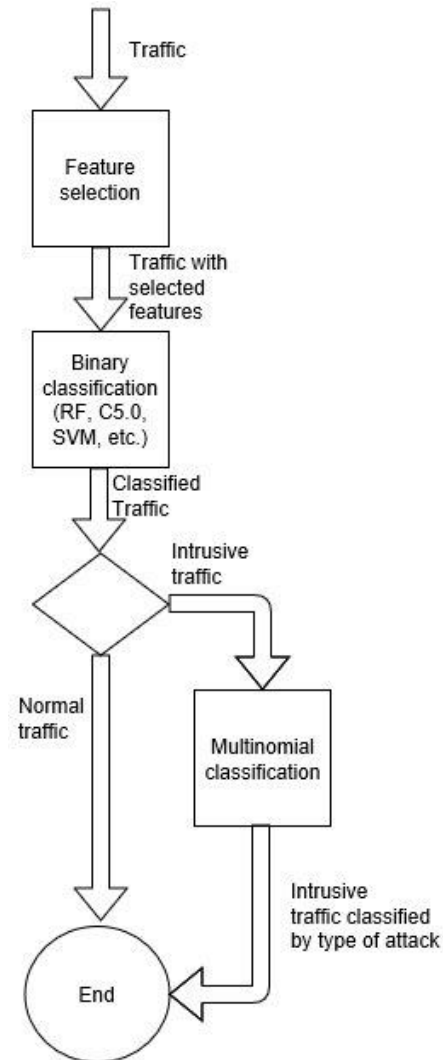 Traffic
Feature
selection
Traffic with
selected
features
Binary
classification
(RF, C5.0,
SVM, etc.)
Classified
Traffic
Intrusive
traffic
Normal
traffic
Multinomial
classification
Intrusive
traffic classified
by type of attack
End